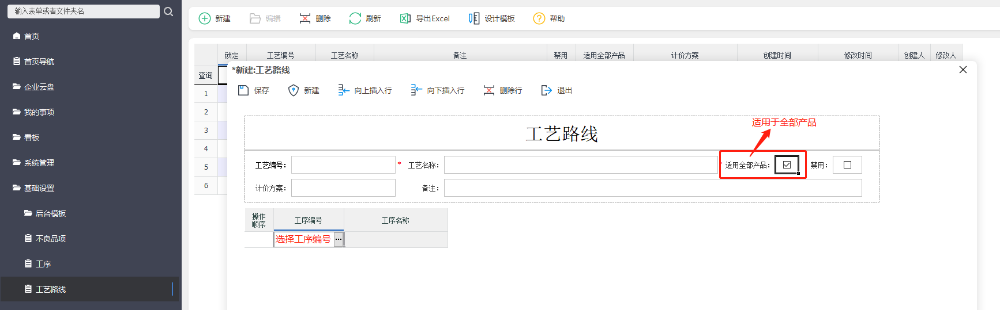 输入表单或者文件夹名
首页
首页导航
企业云盘
我的事项
看板
系统管理
基础设置
后台模板
不良品项
工序
工艺路线
新建 编辑 删除 刷新 导出Excel 设计模板 帮助
锁定 工艺编号 工艺名称 备注 禁用 适用全部产品 计价方案 创建时间 修改时间 创建人 修改人
查询
1
2
3
4
5
6
*新建:工艺路线
保存 新建 向上插入行 向下插入行 删除行 退出
适用于全部产品
工艺路线
工艺编号： * 工艺名称： * 适用全部产品： 禁用：
计价方案： 备注：
操作顺序 工序编号 工序名称
选择工序编号 ...